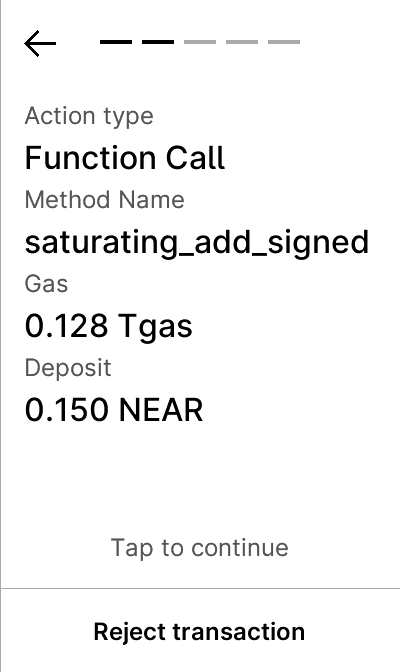 Action type
Function Call
Method Name
saturating_add_signed
Gas
0.128 Tgas
Deposit
0.150 NEAR
Tap to continue
Reject transaction